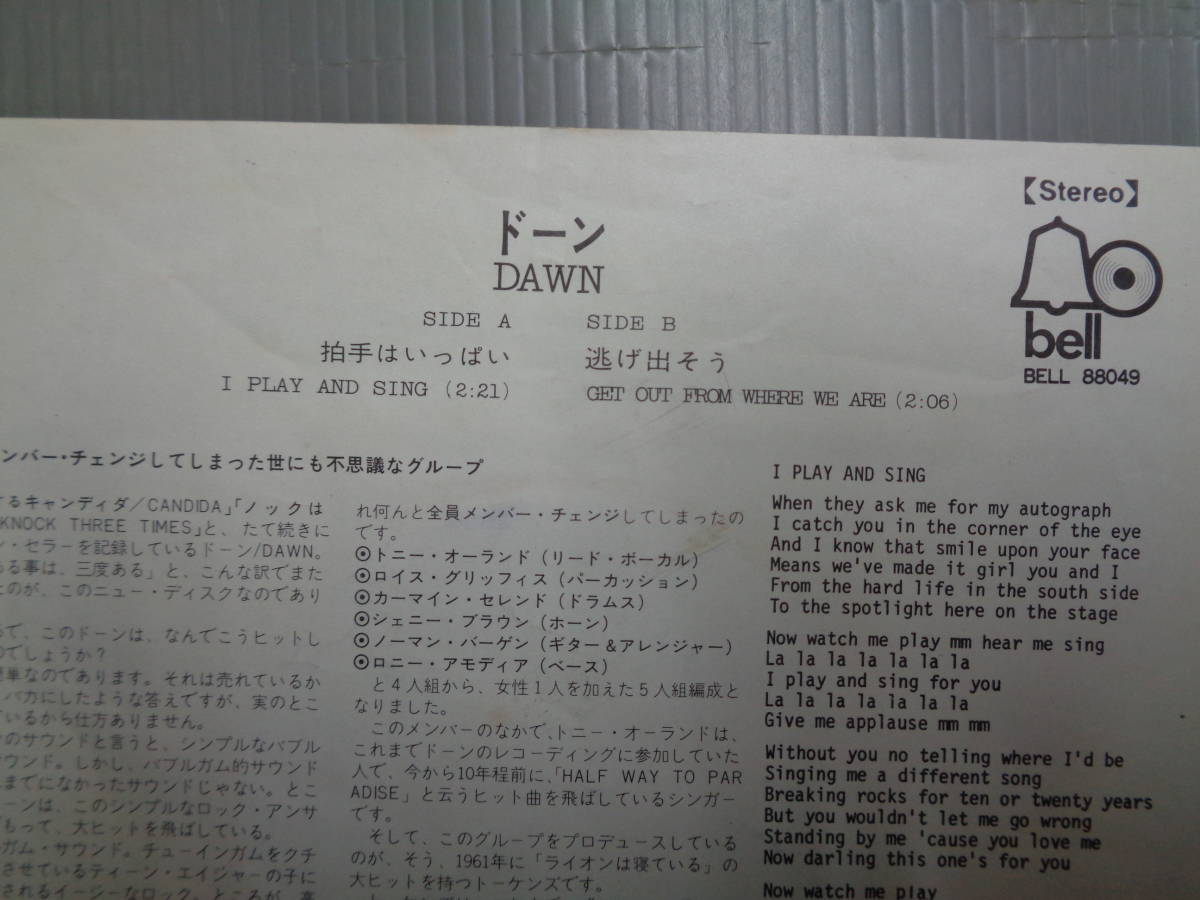 【Stereo】
ドーン
DAWN
SIDE A
拍手はいっぱい
I PLAY AND SING (2:21)
SIDE B
逃げ出そう
GET OUT FROM WHERE WE ARE (2:06)
bell
BELL 88049
ンバー・チェンジしてしまった世にも不思議なグループ
るキャンディダ/CANDIDA」「ノックは
KNOCK THREE TIMES」と、たて続きに
ン・セラーを記録しているドーン/DAWN。
る事は、三度ある」と、こんな訳でまた
のが、このニュー・ディスクなのであり
で、このドーンは、なんでこうヒットし
のでしょうか?
単なのであります。それは売れているか
バカにしたような答えですが、実のとこ
いるから仕方ありません。
のサウンドと言うと、シンプルなバブル
ウンド。しかし、バブルガム的サウンド
までになかったサウンドじゃない。とこ
ーンは、このシンプルなロック・アンサ
もって、大ヒットを飛ばしている。
ガム・サウンド。チューインガムをクチ
させているティーン・エイジャーの子に
されるイージーなロック。ところが、
れ何んと全員メンバー・チェンジしてしまったの
です。
◉トニー・オーランド(リード・ボーカル)
◉ロイス・グリッフィス(パーカッション)
◉カーマイン・セレンド(ドラムス)
◉シェニー・ブラウン(ホーン)
◉ノーマン・バーゲン(ギター&アレンジャー)
◉ロニー・アモディア(ベース)
と4人組から、女性1人を加えた5人組編成と
なりました。
このメンバーのなかで、トニー・オーランドは、
これまでドーンのレコーディングに参加していた
人で、今から10年程前に、「HALF WAY TO PAR
ADISE」と云うヒット曲を飛ばしているシンガー
です。
そして、このグループをプロデュースしている
のが、そう、1961年に「ライオンは寝ている」の
大ヒットを持つトーケンズです。
I PLAY AND SING
When they ask me for my autograph
I catch you in the corner of the eye
And I know that smile upon your face
Means we've made it girl you and I
From the hard life in the south side
To the spotlight here on the stage
Now watch me play mm hear me sing
La la la la la la la
I play and sing for you
La la la la la la la
Give me applause mm mm
Without you no telling where I'd be
Singing me a different song
Breaking rocks for ten or twenty years
But you wouldn't let me go wrong
Standing by me 'cause you love me
Now darling this one's for you
Now watch me play